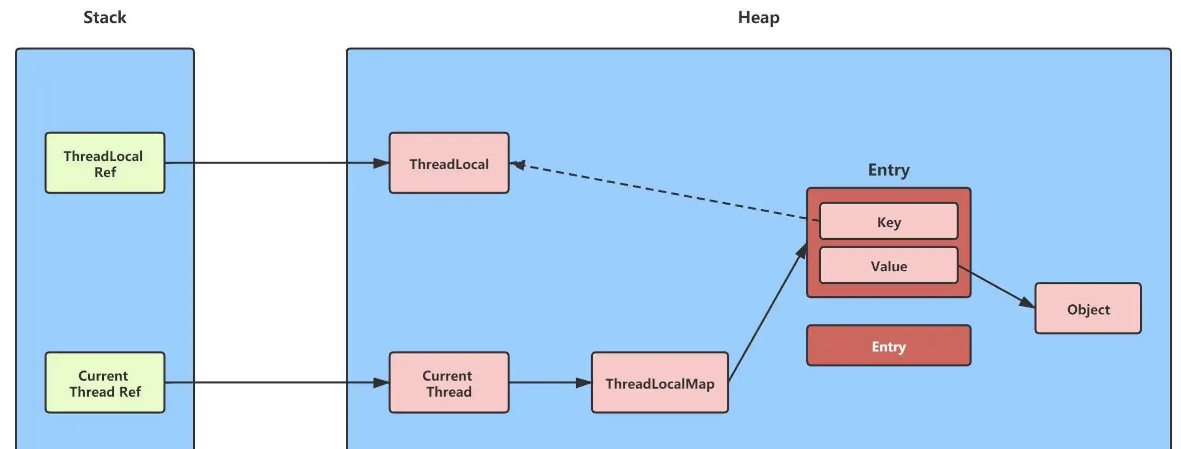 Stack
Heap
ThreadLocal
Ref
ThreadLocal
Entry
Key
Value
Object
Entry
Current
Thread Ref
Current
Thread
ThreadLocalMap